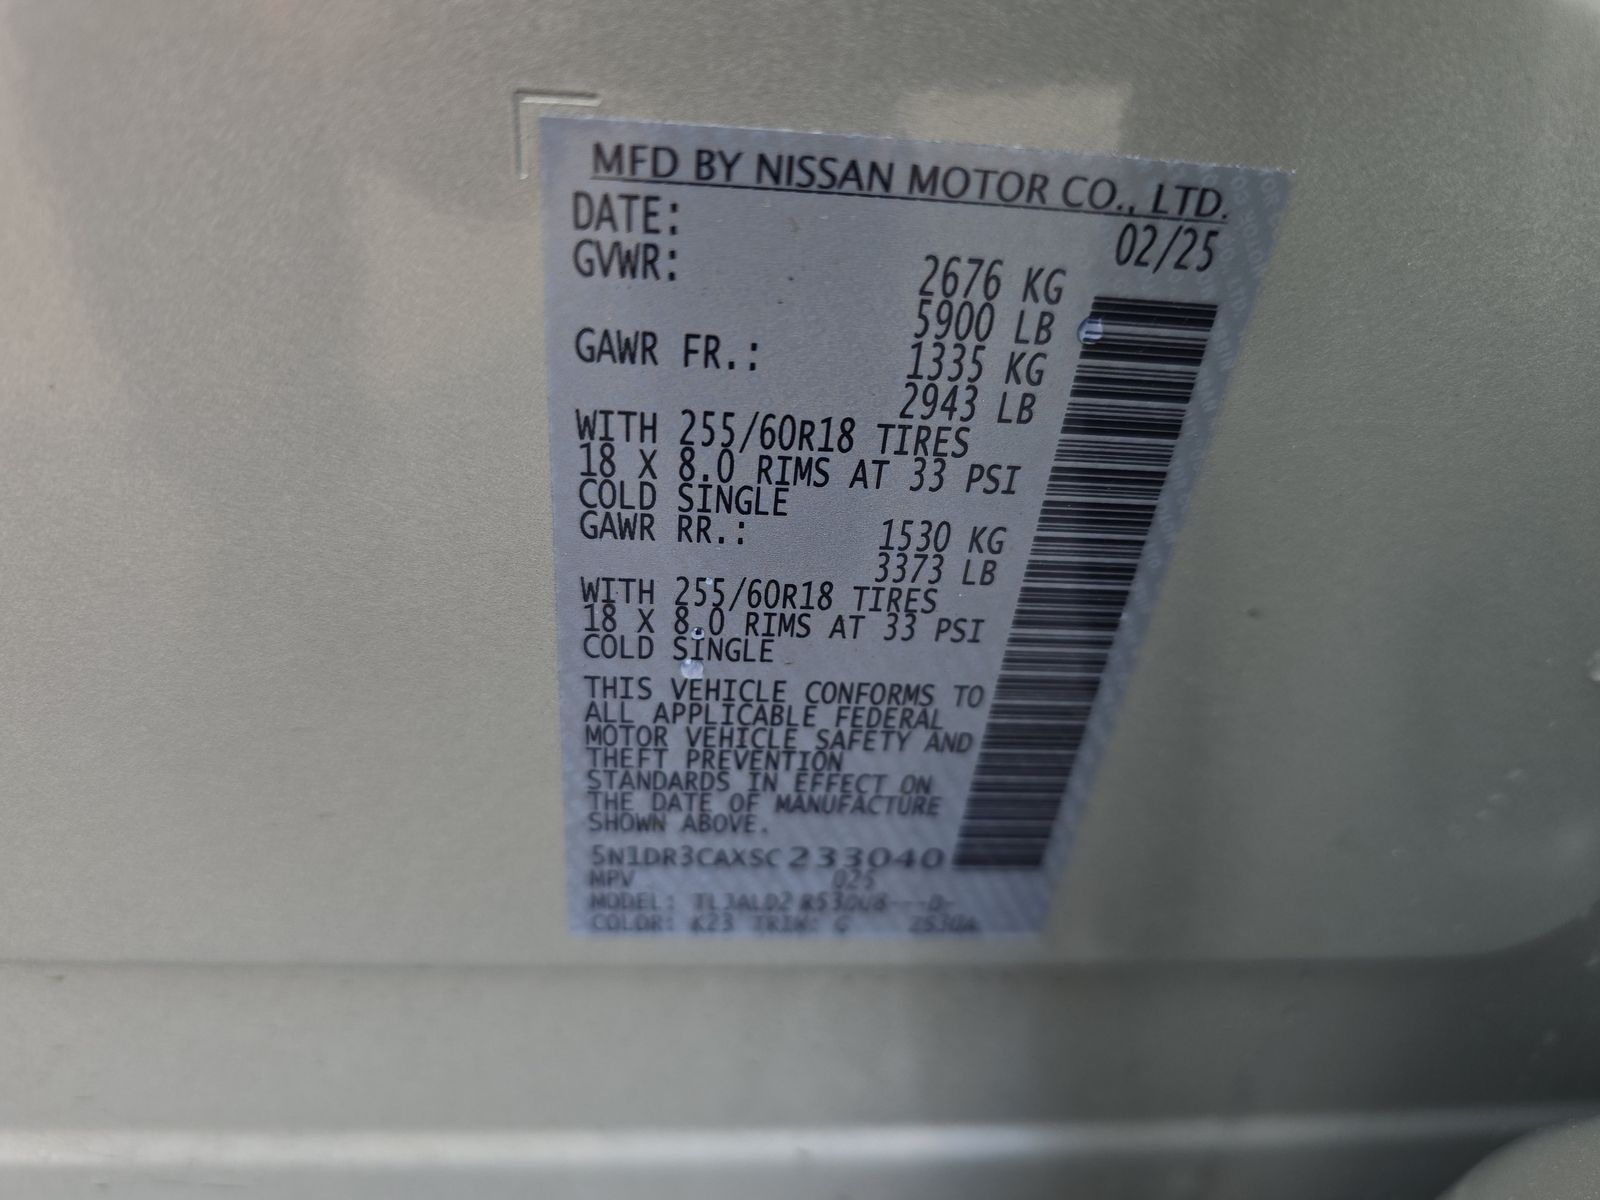 MFD BY NISSAN MOTOR CO., LTD.
DATE: 02/25
GVWR: 2676 KG
5900 LB
GAWR FR.: 1335 KG
2943 LB
WITH 255/60R18 TIRES
18 X 8.0 RIMS AT 33 PSI
COLD SINGLE
GAWR RR.: 1530 KG
3373 LB
WITH 255/60R18 TIRES
18 X 8.0 RIMS AT 33 PSI
COLD SINGLE
THIS VEHICLE CONFORMS TO
ALL APPLICABLE FEDERAL
MOTOR VEHICLE SAFETY AND
THEFT PREVENTION
STANDARDS IN EFFECT ON
THE DATE OF MANUFACTURE
SHOWN ABOVE.
5N1DR3CAXSC233040
MPV 025
MODEL:
COLOR: K23 TRIM: G